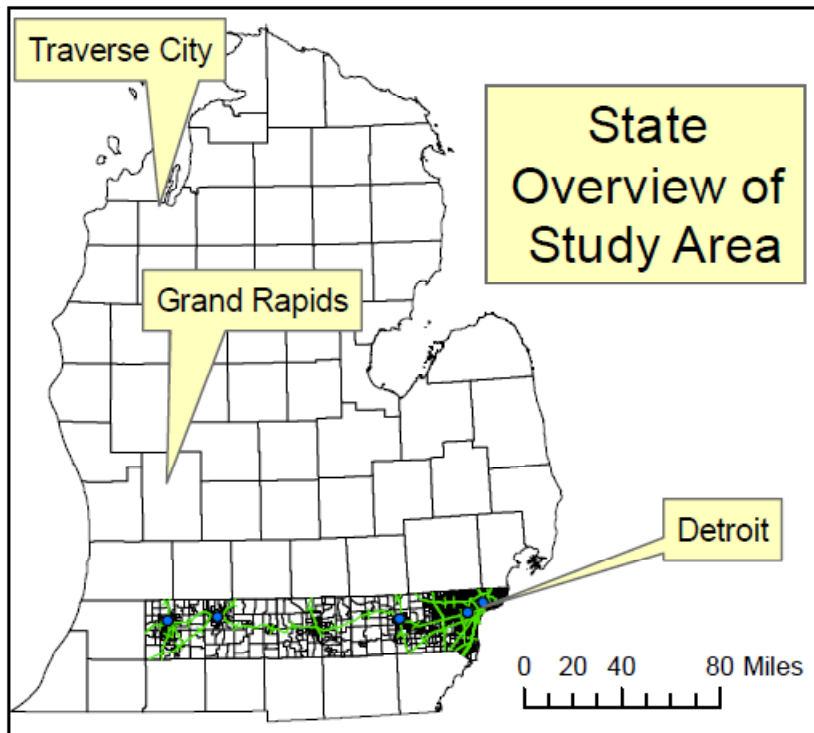 Traverse City
State
Overview of
Study Area
Grand Rapids
Detroit
0 20 40 80 Miles